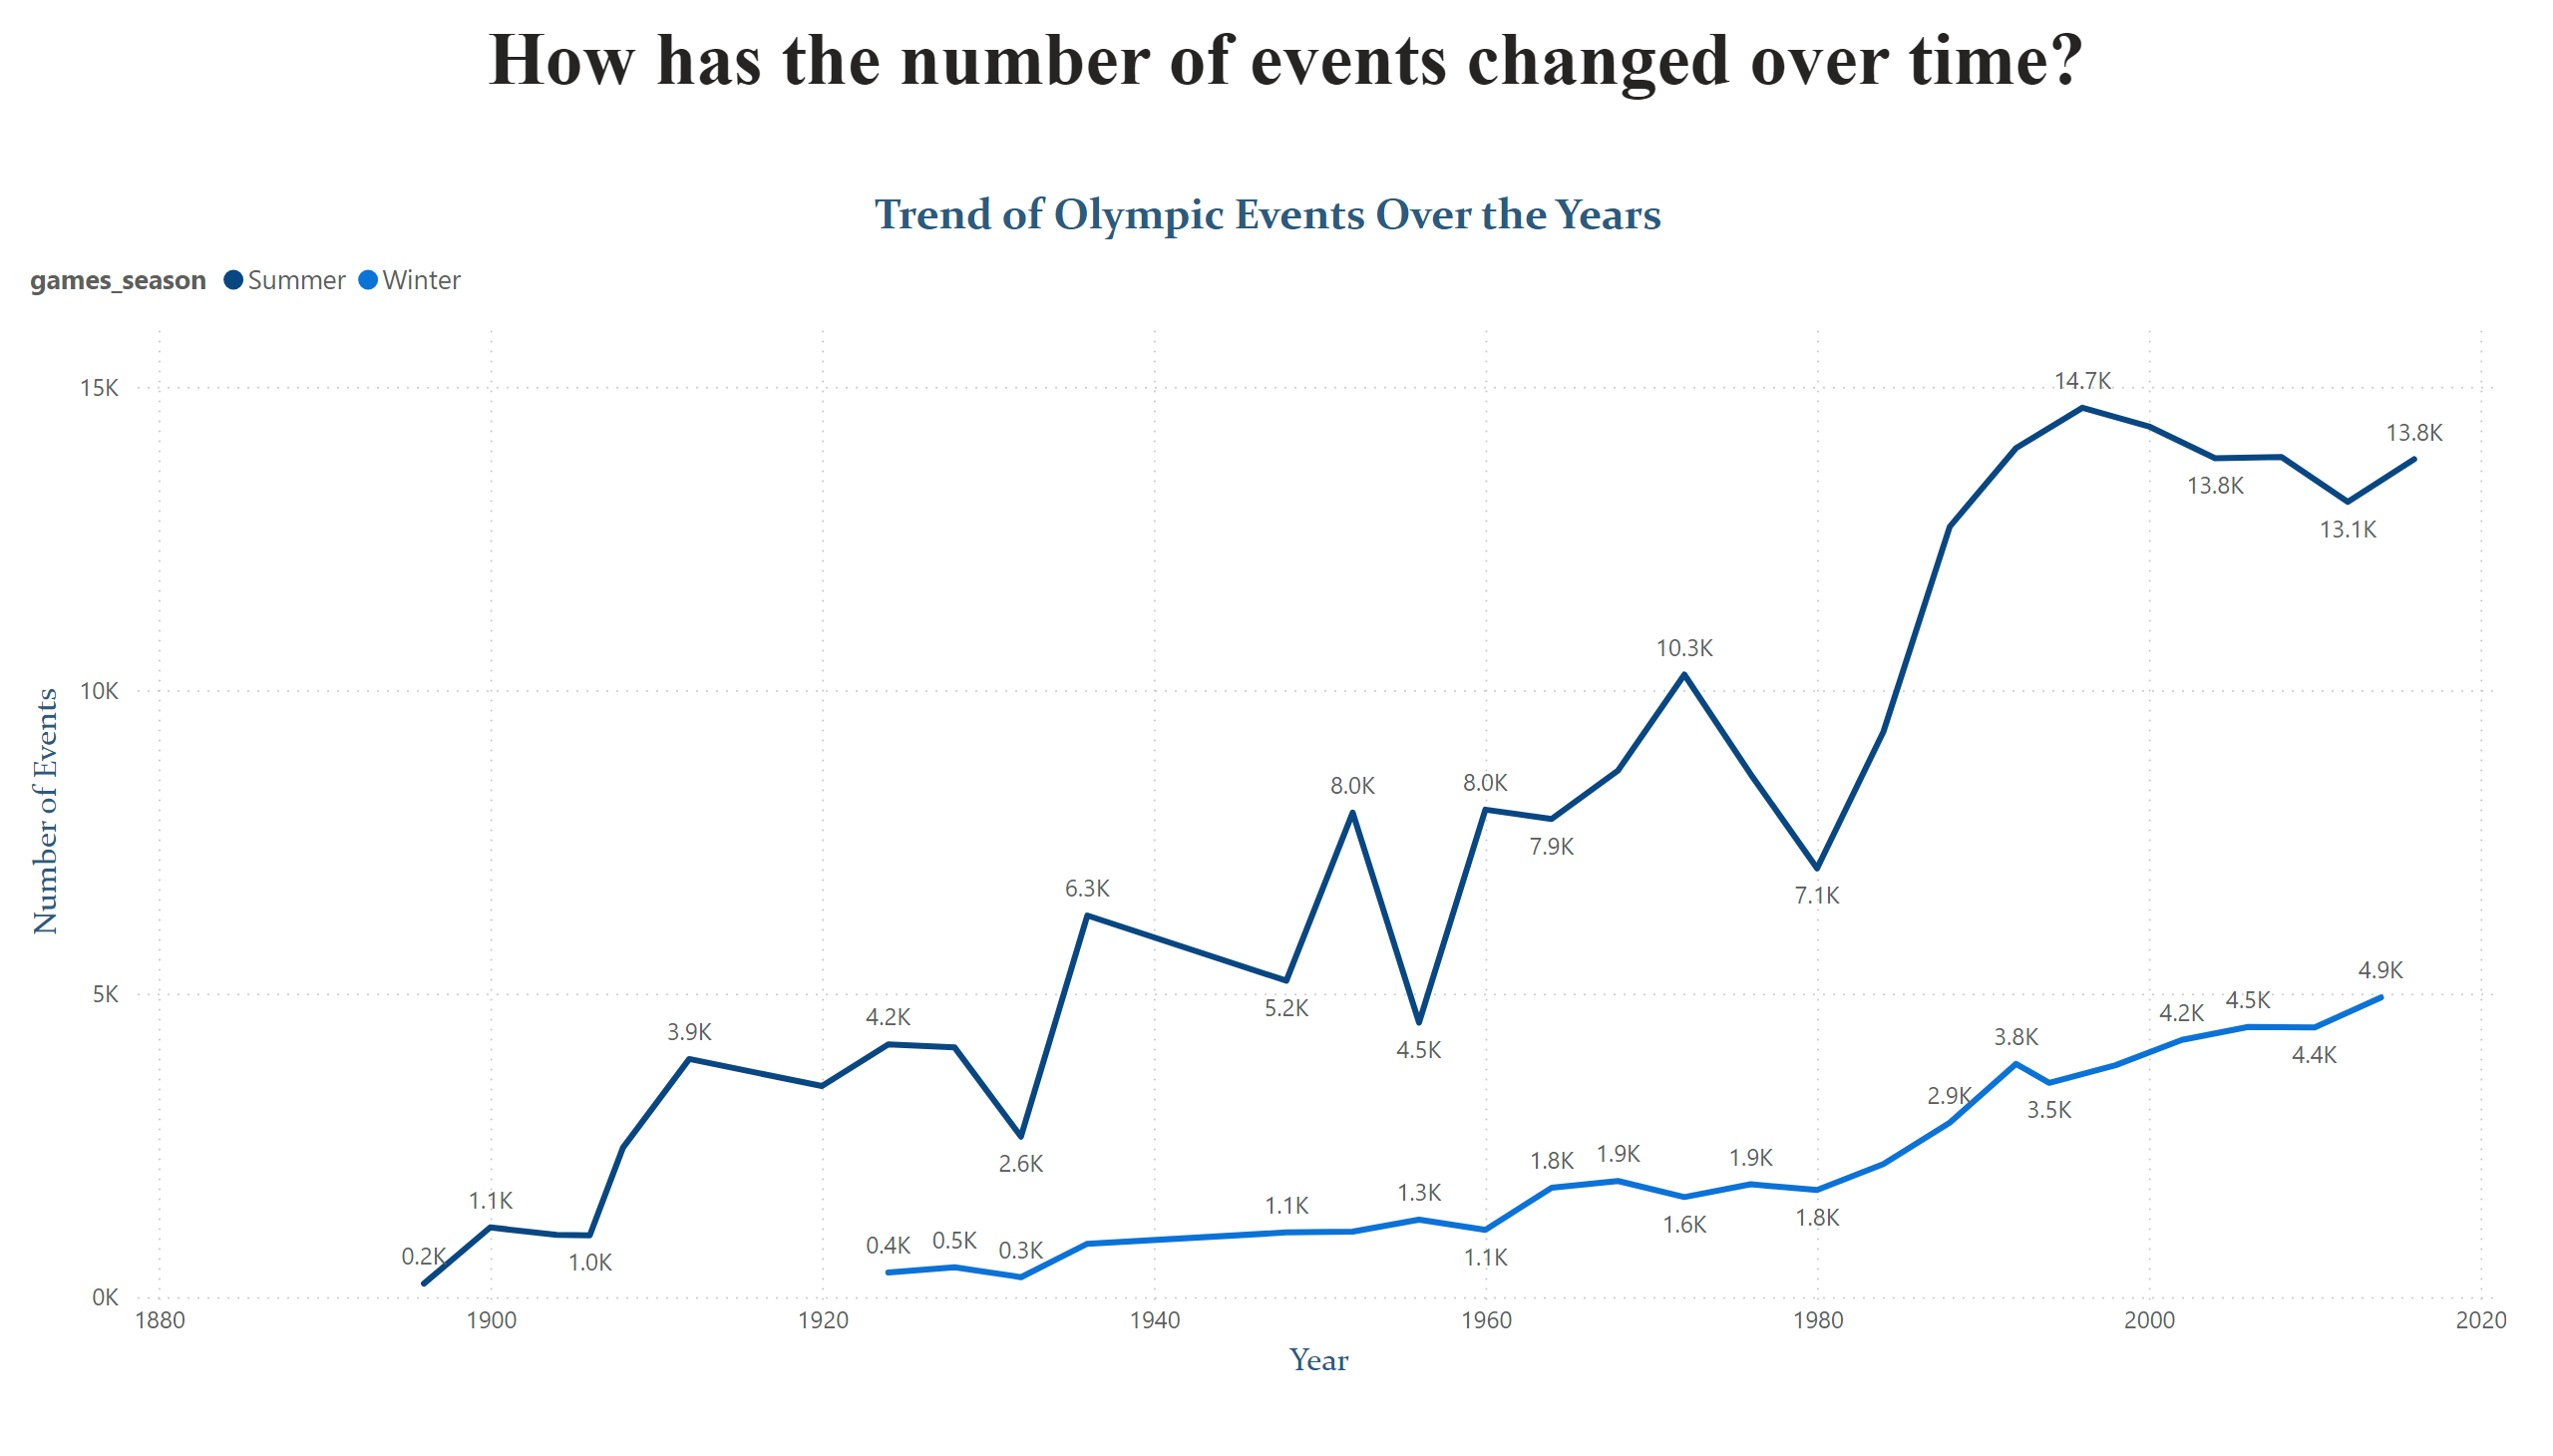 How has the number of events changed over time?
Trend of Olympic Events Over the Years
games_season Summer Winter
15K
10K
5K
0K
Number of Events
14.7K
13.8K
13.8K
13.1K
10.3K
8.0K
8.0K
7.9K
7.1K
6.3K
5.2K
4.5K
3.9K
4.2K
2.6K
1.1K
0.2K
1.0K
0.4K
0.5K
0.3K
1.1K
1.3K
1.1K
1.8K
1.9K
1.6K
1.9K
1.8K
2.9K
3.8K
3.5K
4.2K
4.5K
4.4K
4.9K
1880 1900 1920 1940 1960 1980 2000 2020
Year